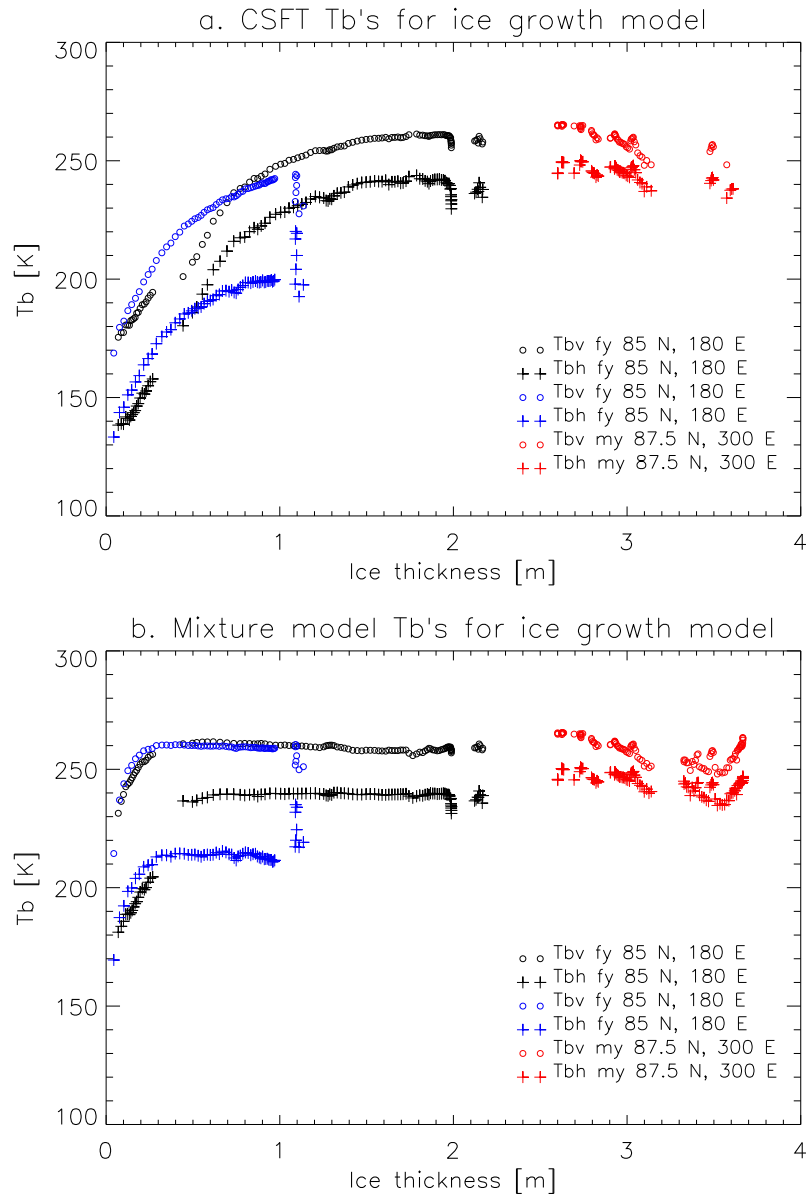 a. CSFT Tb's for ice growth model
300
250
200
150
100
Tb [K]
Tbv fy 85 N, 180 E
Tbh fy 85 N, 180 E
Tbv fy 85 N, 180 E
Tbh fy 85 N, 180 E
Tbv my 87.5 N, 300 E
Tbh my 87.5 N, 300 E
0 1 2 3 4
Ice thickness [m]
b. Mixture model Tb's for ice growth model
300
250
200
150
100
Tb [K]
Tbv fy 85 N, 180 E
Tbh fy 85 N, 180 E
Tbv fy 85 N, 180 E
Tbh fy 85 N, 180 E
Tbv my 87.5 N, 300 E
Tbh my 87.5 N, 300 E
0 1 2 3 4
Ice thickness [m]